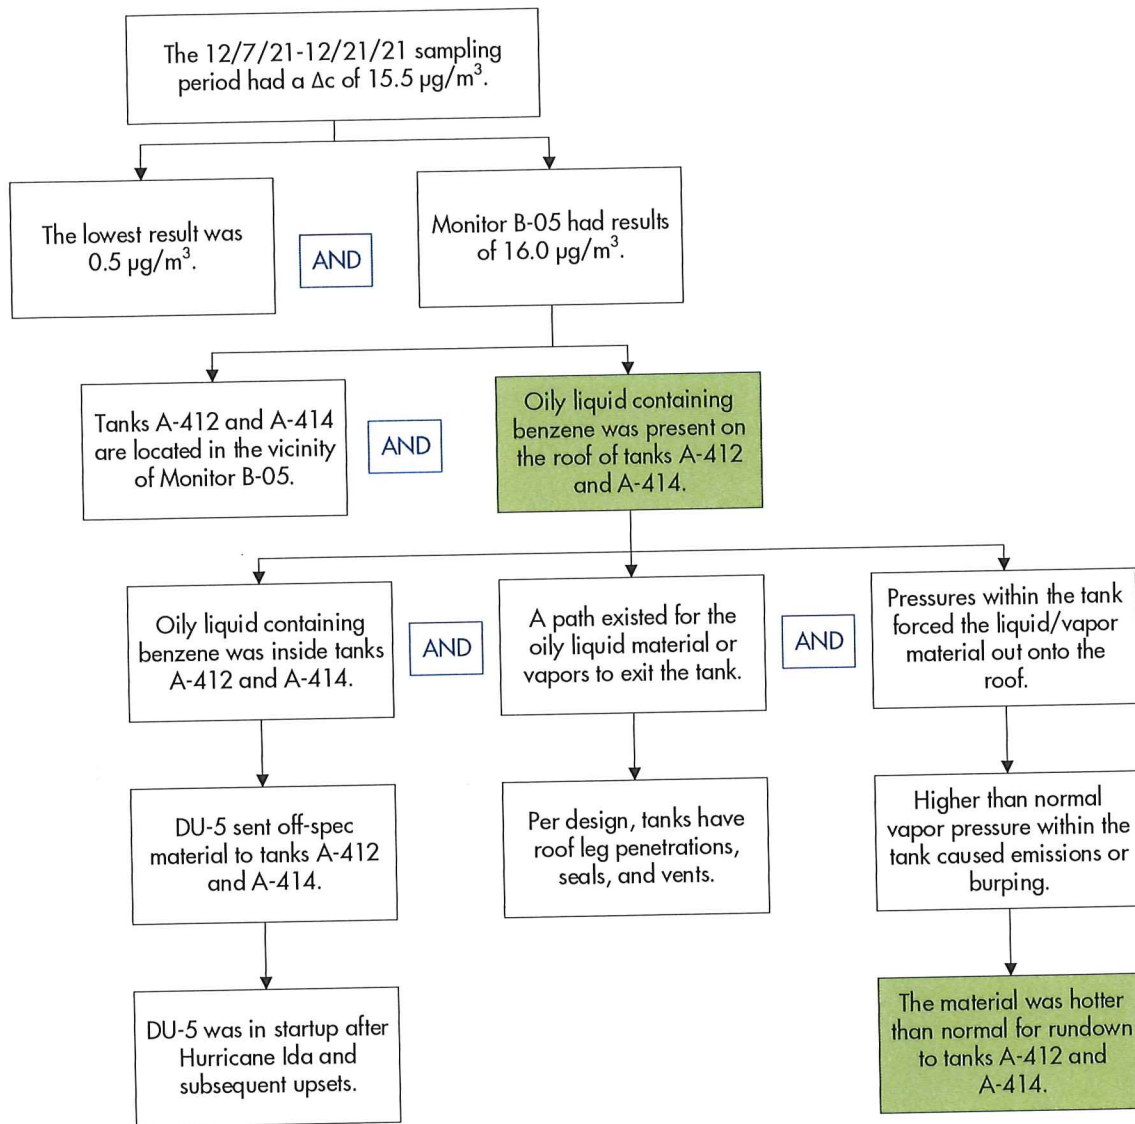 The 12/7/21-12/21/21 sampling
period had a Δc of 15.5 µg/m³.
The lowest result was
0.5 µg/m³.
AND
Monitor B-05 had results
of 16.0 µg/m³.
Tanks A-412 and A-414
are located in the vicinity
of Monitor B-05.
AND
Oily liquid containing
benzene was present on
the roof of tanks A-412
and A-414.
Oily liquid containing
benzene was inside tanks
A-412 and A-414.
AND
A path existed for the
oily liquid material or
vapors to exit the tank.
AND
Pressures within the tank
forced the liquid/vapor
material out onto the
roof.
DU-5 sent off-spec
material to tanks A-412
and A-414.
Per design, tanks have
roof leg penetrations,
seals, and vents.
Higher than normal
vapor pressure within the
tank caused emissions or
burping.
DU-5 was in startup after
Hurricane Ida and
subsequent upsets.
The material was hotter
than normal for rundown
to tanks A-412 and
A-414.